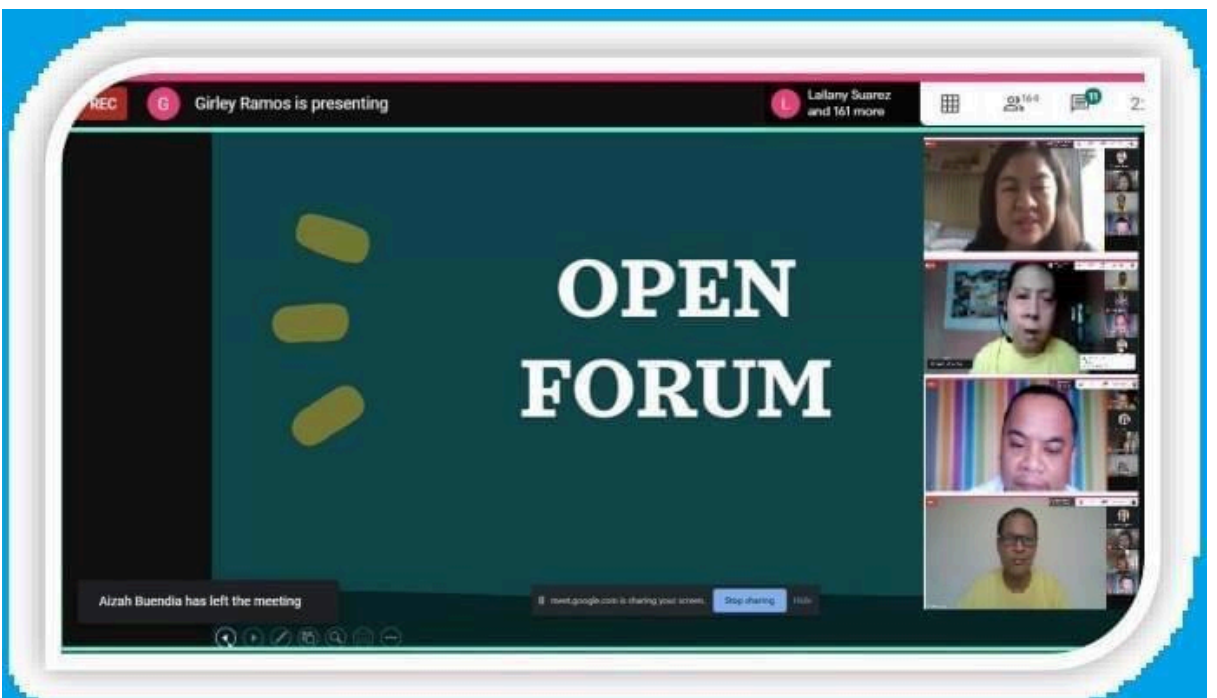 REC
G
Girley Ramos is presenting
L
Lailany Suarez
and 161 more
164
11
2:
OPEN
FORUM
Aizah Buendia has left the meeting
meet.google.com is sharing your screen.
Stop sharing
Hide